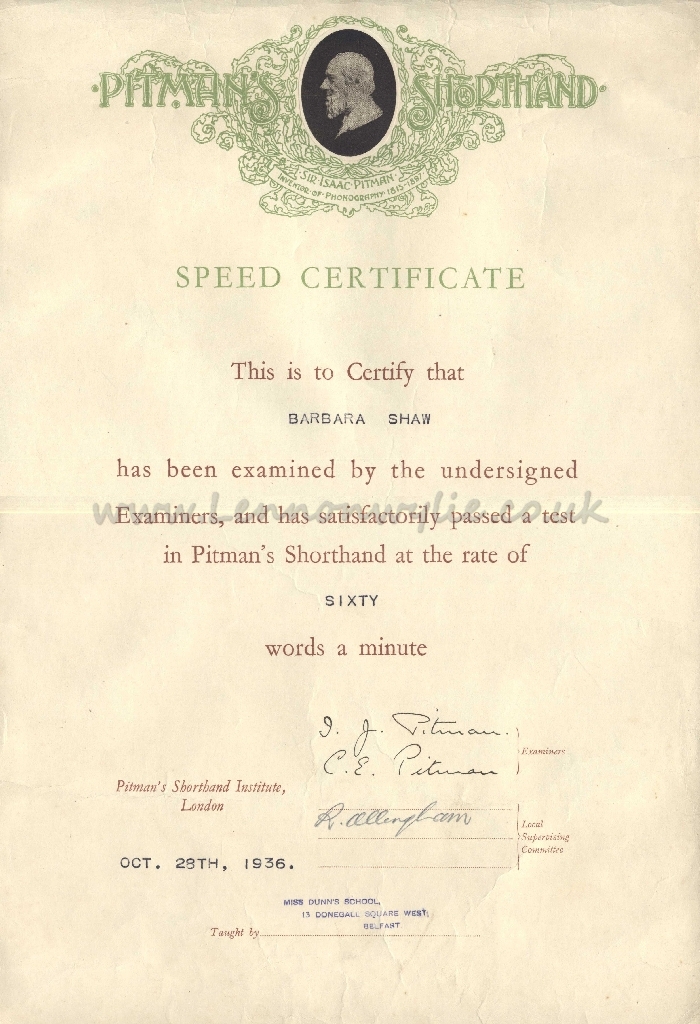 PITMAN'S SHORTHAND
SIR ISAAC PITMAN
INVENTOR OF PHONOGRAPHY 1813-1897
SPEED CERTIFICATE
This is to Certify that
BARBARA SHAW
has been examined by the undersigned
www.Lennonwylie.co.uk
Examiners, and has satisfactorily passed a test
in Pitman's Shorthand at the rate of
SIXTY
words a minute
I. J. Pitman.
C. E. Pitman
Examiners
Pitman's Shorthand Institute,
London
R. Allingham
Local
Supervising
Committee
OCT. 28TH, 1936.
MISS DUNN'S SCHOOL,
13 DONEGALL SQUARE WEST,
BELFAST.
Taught by